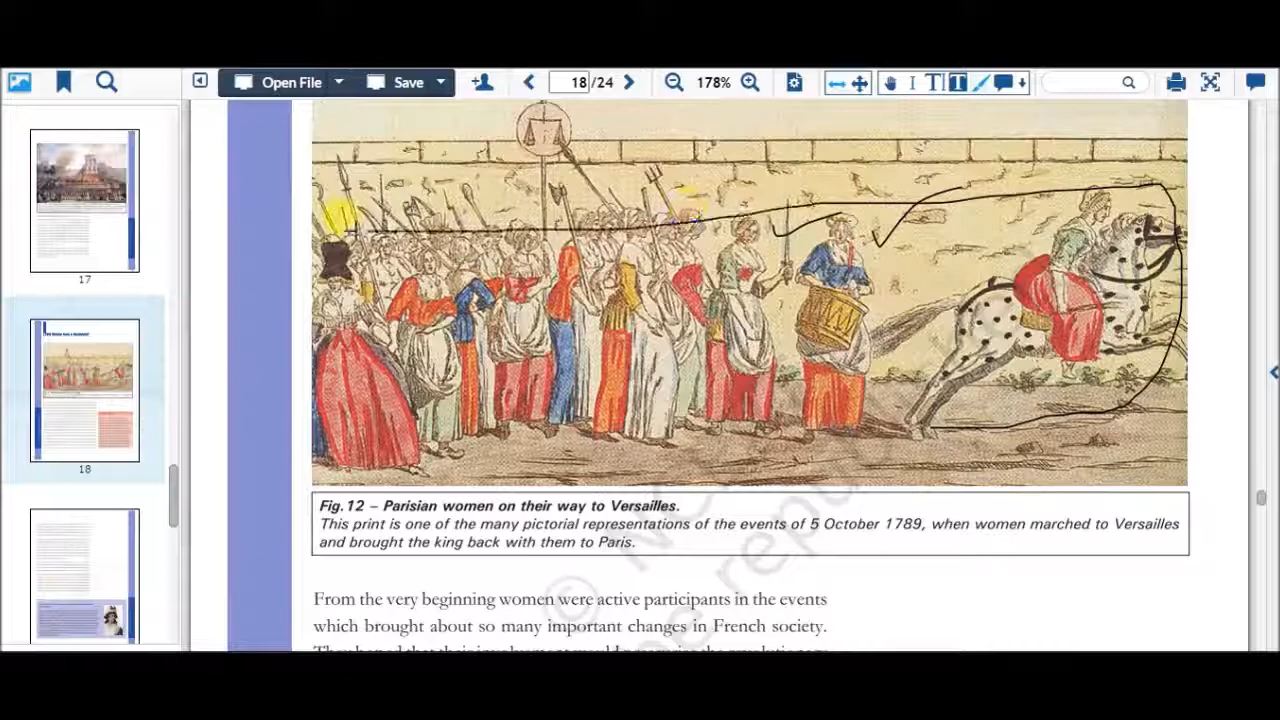 Open File
Save
18/24
178%
17
18
Fig.12 – Parisian women on their way to Versailles.
This print is one of the many pictorial representations of the events of 5 October 1789, when women marched to Versailles
and brought the king back with them to Paris.
From the very beginning women were active participants in the events
which brought about so many important changes in French society.